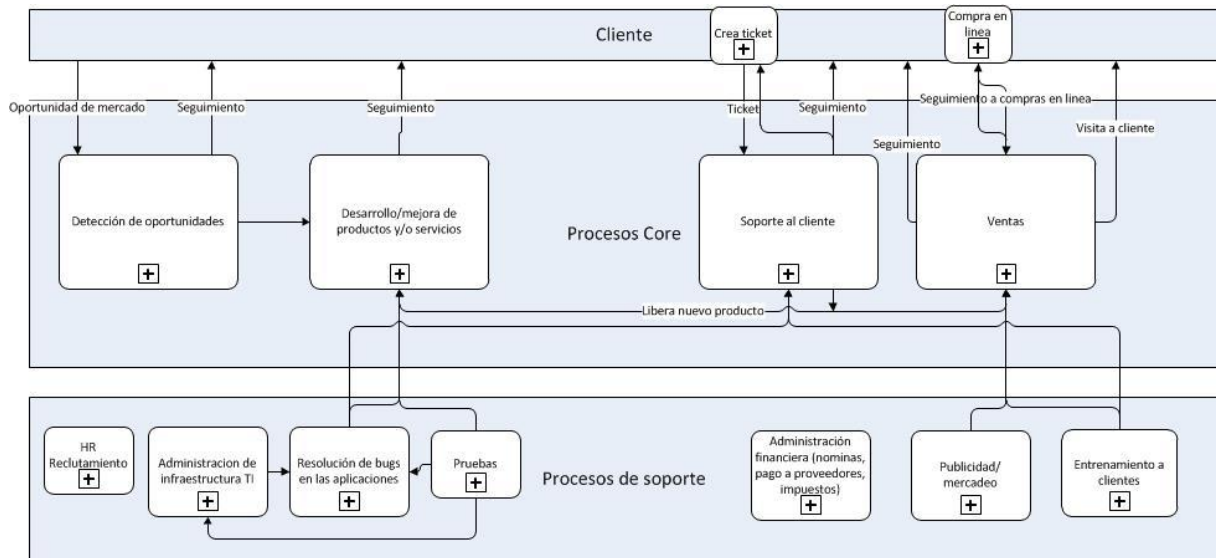 Cliente
Crea ticket
Compra en
linea
Oportunidad de mercado
Seguimiento
Seguimiento
Ticket
Seguimiento
Seguimiento a compras en linea
Visita a cliente
Seguimiento
Detección de oportunidades
Desarrollo/mejora de
productos y/o servicios
Procesos Core
Soporte al cliente
Ventas
Libera nuevo producto
HR
Reclutamiento
Administracion de
infraestructura TI
Resolución de bugs
en las aplicaciones
Pruebas
Procesos de soporte
Administración
financiera (nominas,
pago a proveedores,
impuestos)
Publicidad/
mercadeo
Entrenamiento a
clientes